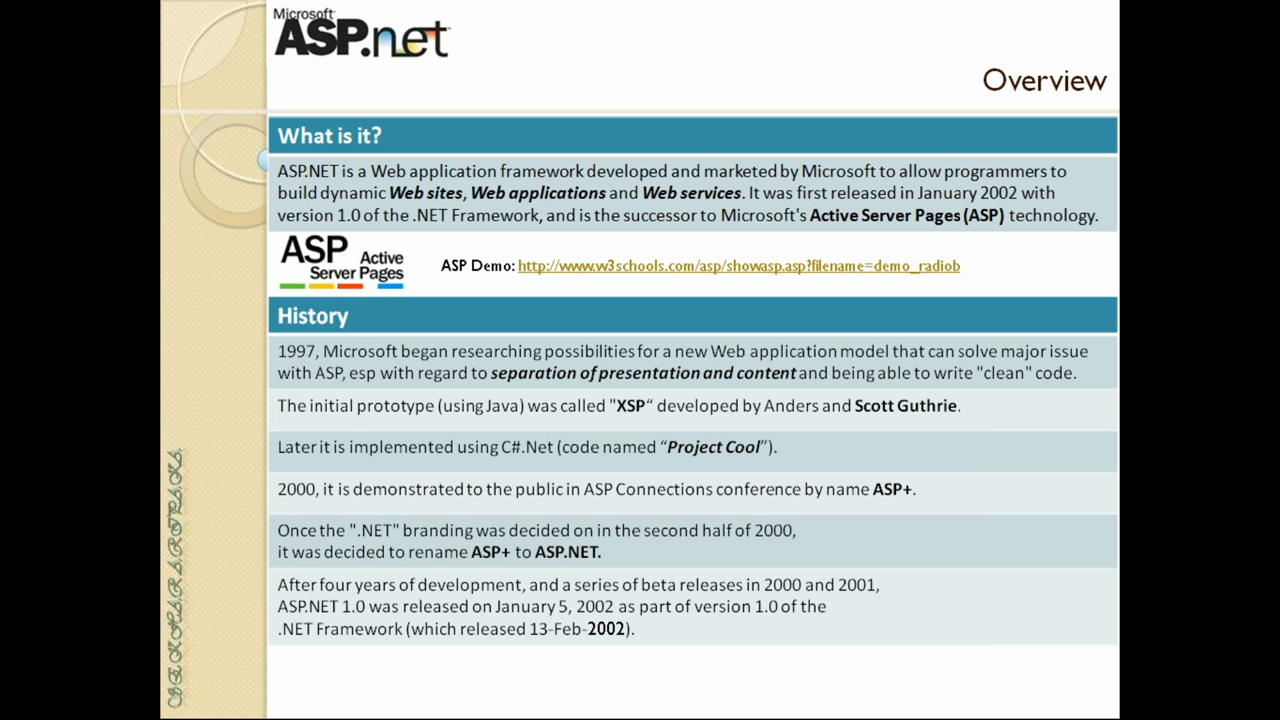 Microsoft
ASP.net
Overview
What is it?
ASP.NET is a Web application framework developed and marketed by Microsoft to allow programmers to
build dynamic Web sites, Web applications and Web services. It was first released in January 2002 with
version 1.0 of the .NET Framework, and is the successor to Microsoft's Active Server Pages (ASP) technology.
ASP Active
Server Pages
ASP Demo: http://www.w3schools.com/asp/showasp.asp?filename=demo_radiob
History
1997, Microsoft began researching possibilities for a new Web application model that can solve major issue
with ASP, esp with regard to separation of presentation and content and being able to write "clean" code.
The initial prototype (using Java) was called "XSP“ developed by Anders and Scott Guthrie.
Later it is implemented using C#.Net (code named “Project Cool”).
2000, it is demonstrated to the public in ASP Connections conference by name ASP+.
Once the ".NET" branding was decided on in the second half of 2000,
it was decided to rename ASP+ to ASP.NET.
After four years of development, and a series of beta releases in 2000 and 2001,
ASP.NET 1.0 was released on January 5, 2002 as part of version 1.0 of the
.NET Framework (which released 13-Feb-2002).